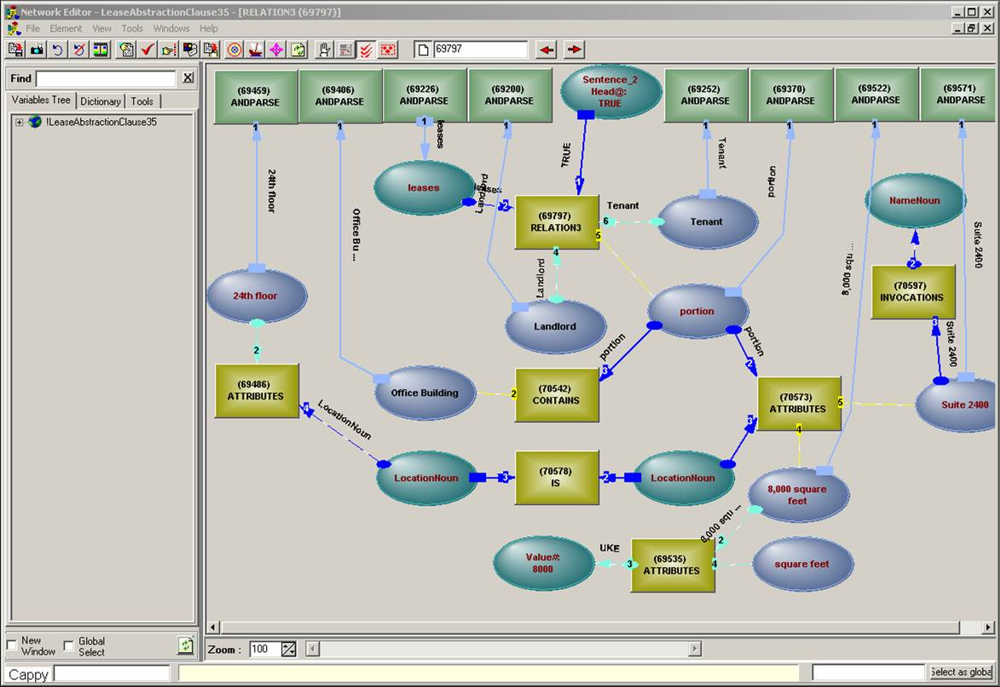 Network Editor - LeaseAbstractionClause35 - [RELATION3 (69797)]
File Element View Tools Windows Help
69797
Find
Variables Tree Dictionary Tools
!LeaseAbstractionClause35
(69459) ANDPARSE
(69406) ANDPARSE
(69226) ANDPARSE
(69200) ANDPARSE
Sentence_2
Head@:
TRUE
(69252) ANDPARSE
(69370) ANDPARSE
(69522) ANDPARSE
(69571) ANDPARSE
1 1 1 1 1 1 1 1
24th floor
Office Bu ...
leases
Landlord
TRUE
1
Tenant
portion
8,000 squ ...
Suite 2400
leases
leases
2
(69797)
RELATION3
6
5
4
Tenant
Tenant
NameNoun
2
(70597)
INVOCATIONS
3
Suite 2400
24th floor
2
Landlord
Landlord
portion
portion
3
portion
2
(69486)
ATTRIBUTES
4
LocationNoun
Office Building
2
(70542)
CONTAINS
(70573)
ATTRIBUTES
5
3
4
Suite 2400
LocationNoun
3
(70578)
IS
2
LocationNoun
8,000 square
feet
8,000 squ ...
2
Value#:
8000
UKE
3
(69535)
ATTRIBUTES
4
square feet
New
Window
Global
Select
Zoom :
100
Cappy
Select as globa